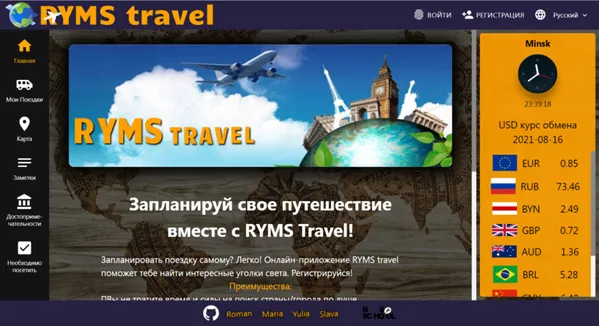 RYMS travel
ВОЙТИ
РЕГИСТРАЦИЯ
Русский
Главная
Мои Поездки
Карта
Заметки
Достопримечательности
Необходимо посетить
RYMS TRAVEL
Запланируй свое путешествие
вместе с RYMS Travel!
Запланировать поездку самому? Легко! Онлайн-приложение RYMS travel
поможет тебе найти интересные уголки света. Регистрируйся!
Преимущества:
Minsk
23:39:18
USD курс обмена
2021-08-16
EUR 0.85
RUB 73.46
BYN 2.49
GBP 0.72
AUD 1.36
BRL 5.28
Roman Maria Yulia Slava